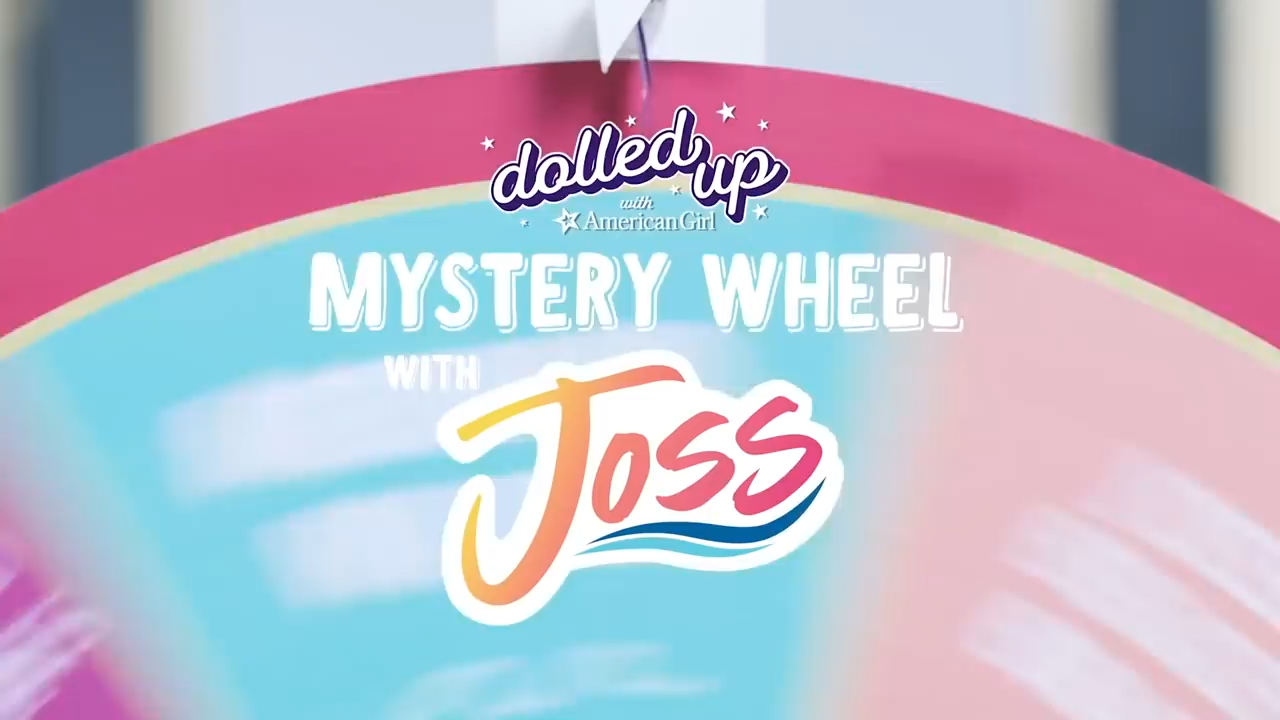 dolled up
with
American Girl
MYSTERY WHEEL
WITH
Joss